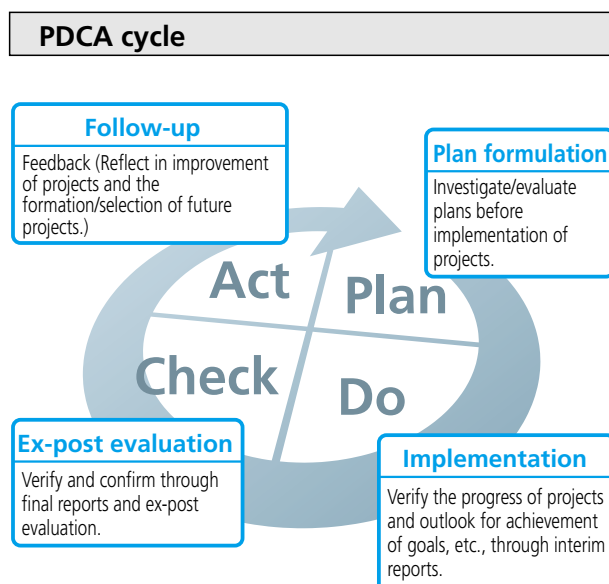 PDCA cycle
Follow-up
Feedback (Reflect in improvement
of projects and the
formation/selection of future
projects.)
Plan formulation
Investigate/evaluate
plans before
implementation of
projects.
Act
Plan
Check
Do
Ex-post evaluation
Verify and confirm through
final reports and ex-post
evaluation.
Implementation
Verify the progress of projects
and outlook for achievement
of goals, etc., through interim
reports.